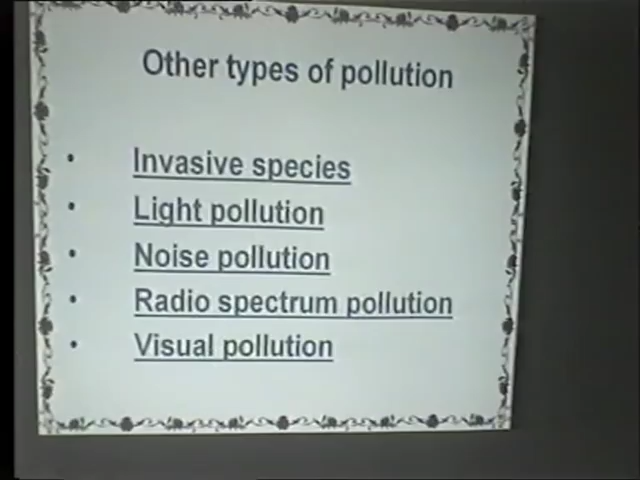 Other types of pollution
• Invasive species
• Light pollution
• Noise pollution
• Radio spectrum pollution
• Visual pollution